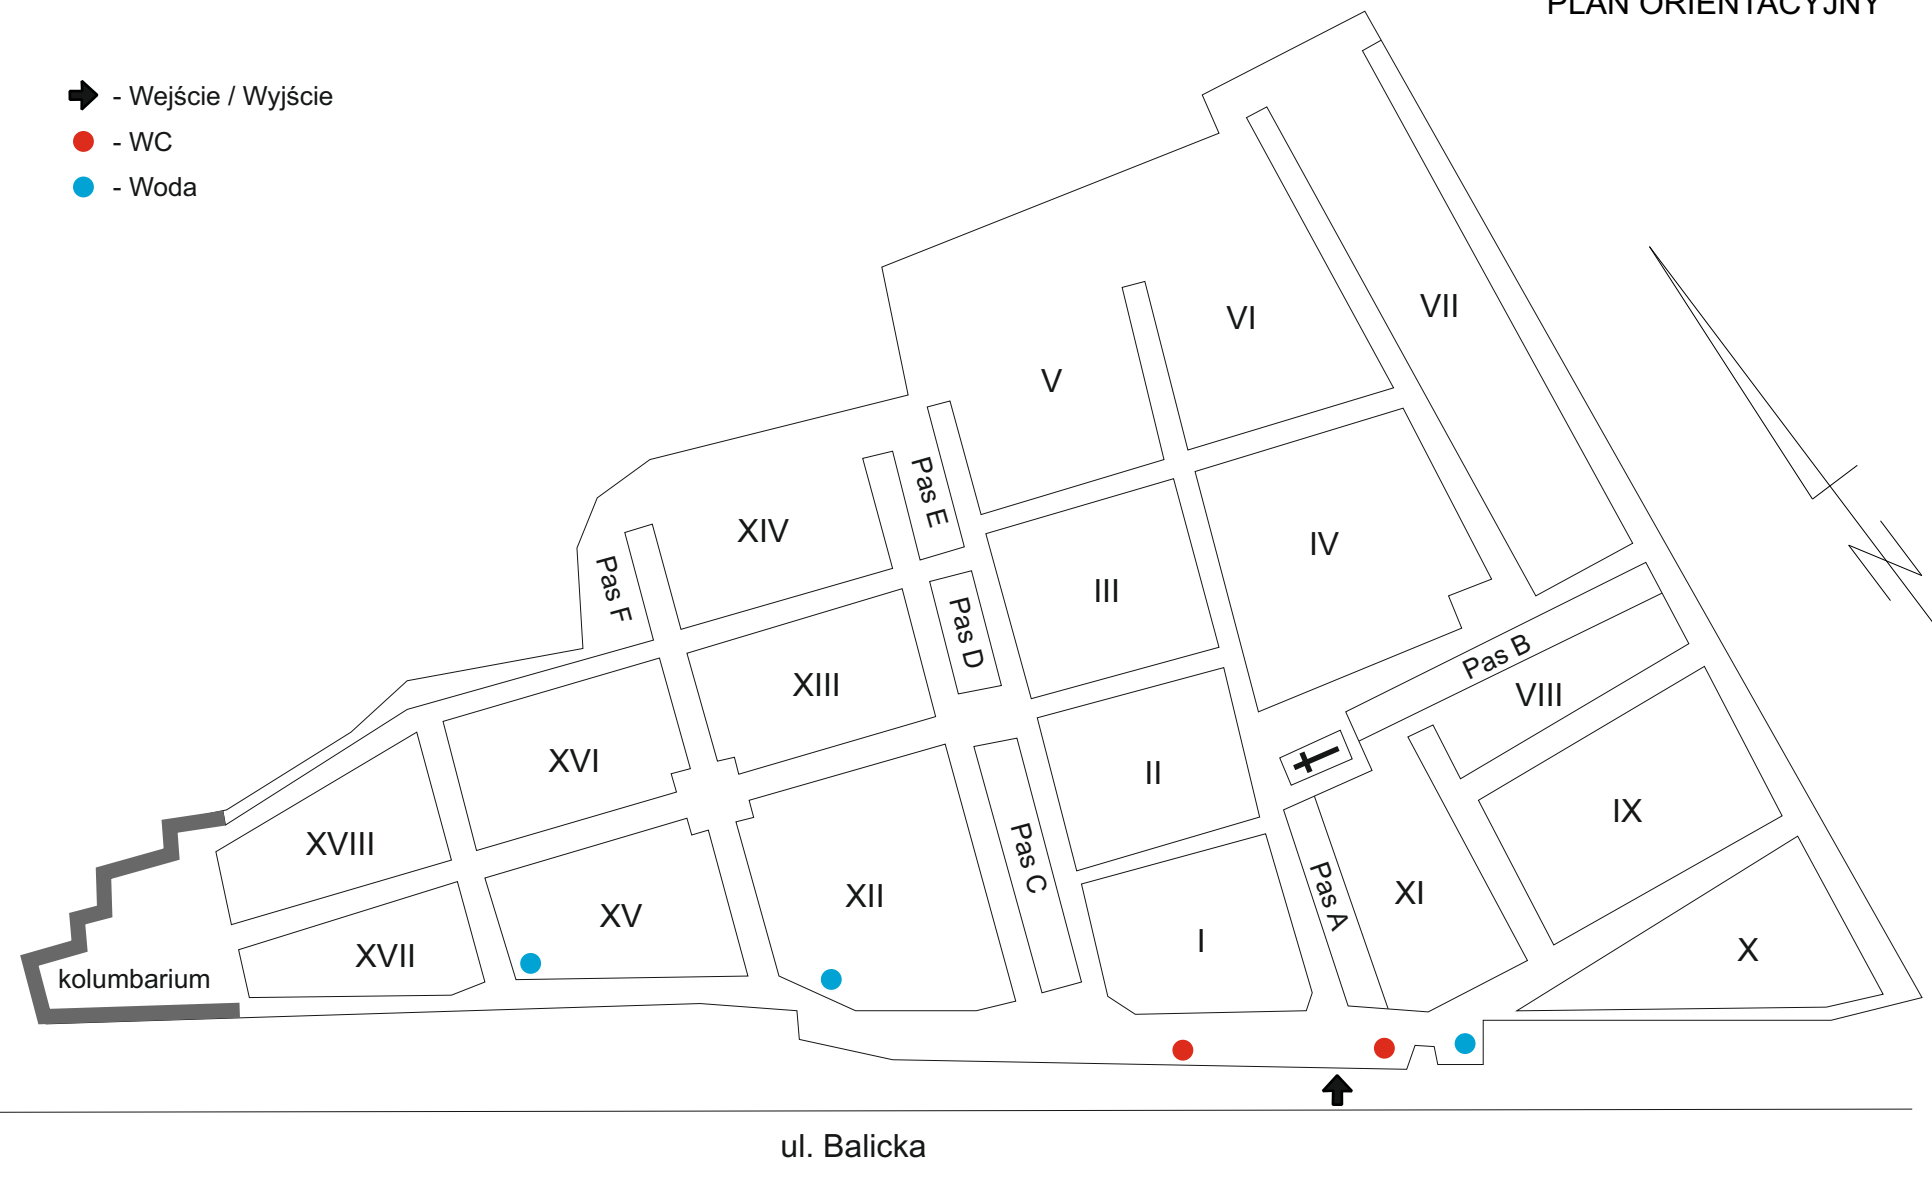 PLAN ORIENTACYJNY
- Wejście / Wyjście
- WC
- Woda
VII
VI
V
Pas E
XIV
IV
Pas F
III
Pas D
Pas B
XIII
VIII
XVI
II
IX
XVIII
Pas C
Pas A
XI
XII
XV
I
X
XVII
kolumbarium
N
ul. Balicka